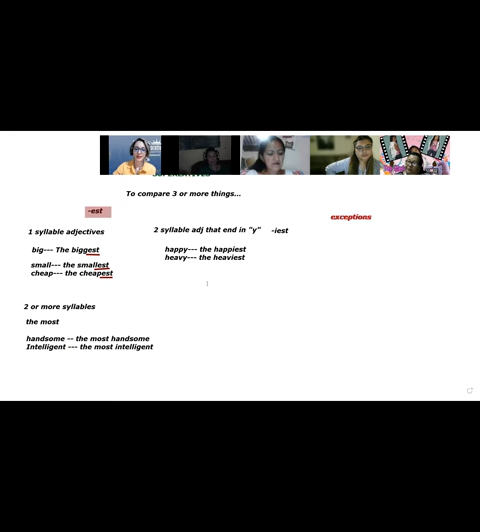 To compare 3 or more things...
-est
exceptions
1 syllable adjectives
2 syllable adj that end in "y" -iest
big--- The biggest
happy--- the happiest
heavy--- the heaviest
small--- the smallest
cheap--- the cheapest
2 or more syllables
the most
handsome -- the most handsome
Intelligent --- the most intelligent